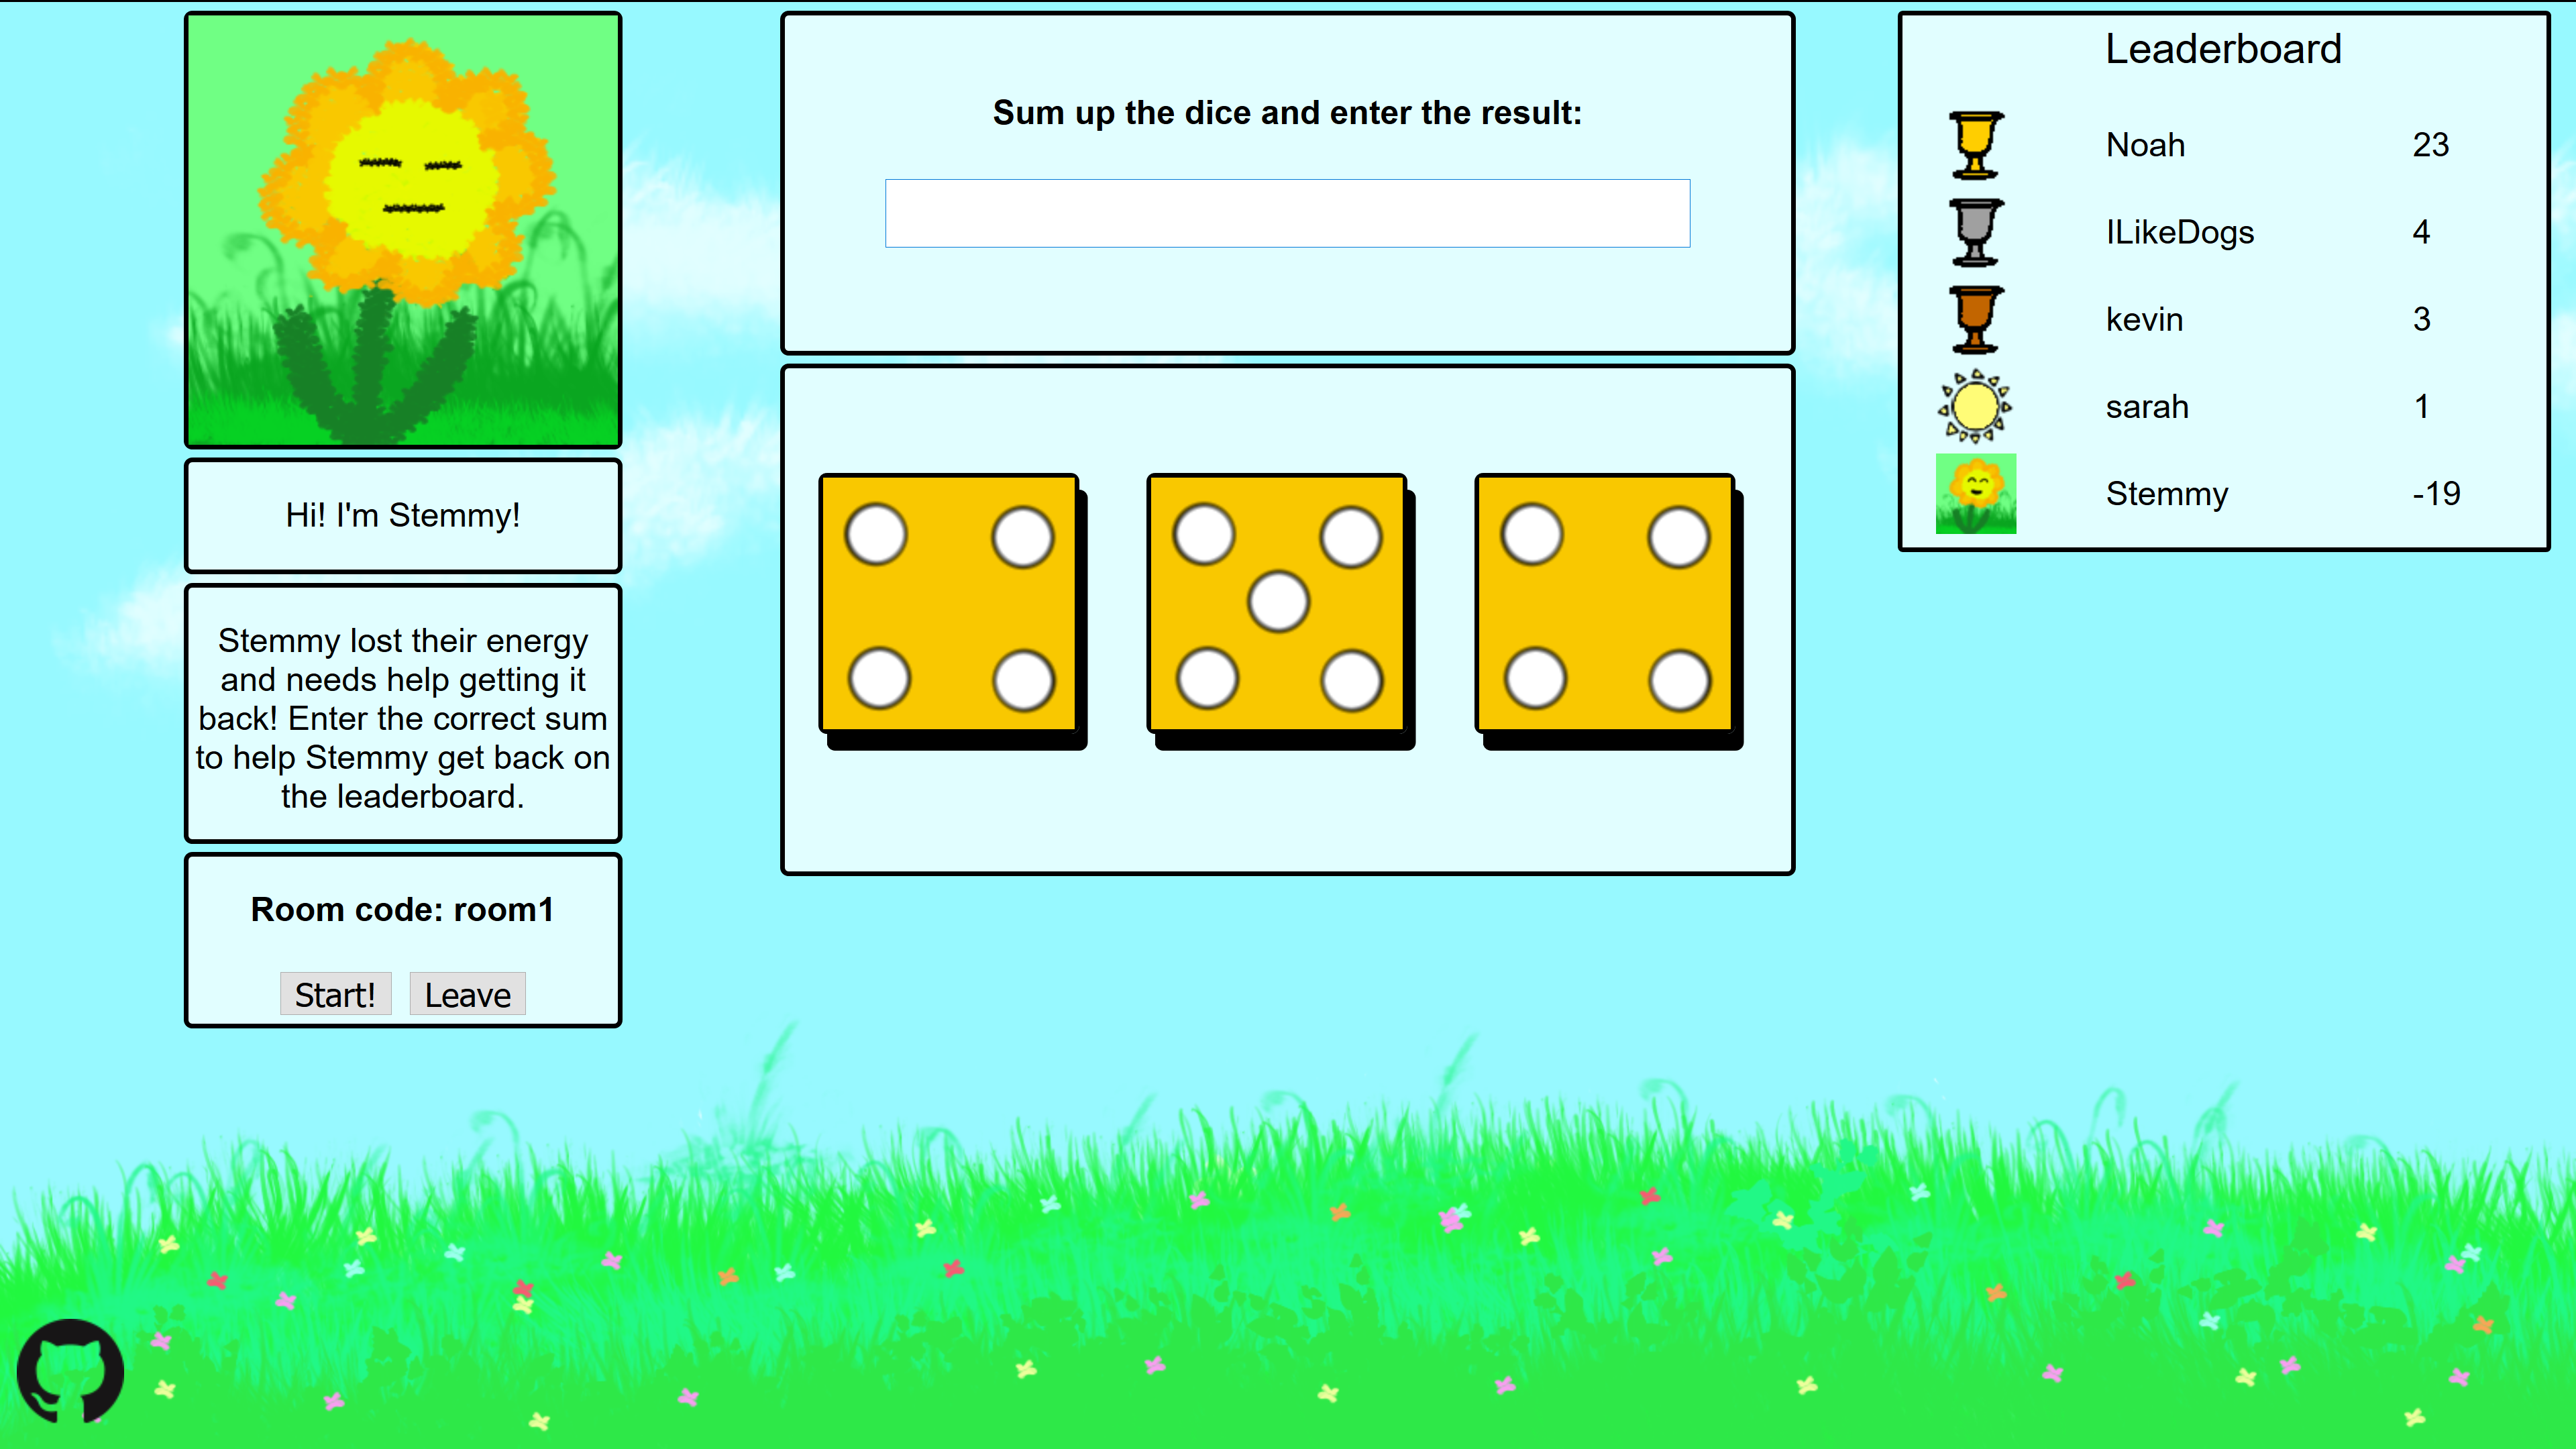 Hi! I'm Stemmy!
Stemmy lost their energy
and needs help getting it
back! Enter the correct sum
to help Stemmy get back on
the leaderboard.
Room code: room1
Start! Leave
Sum up the dice and enter the result:
Leaderboard
Noah 23
ILikeDogs 4
kevin 3
sarah 1
Stemmy -19